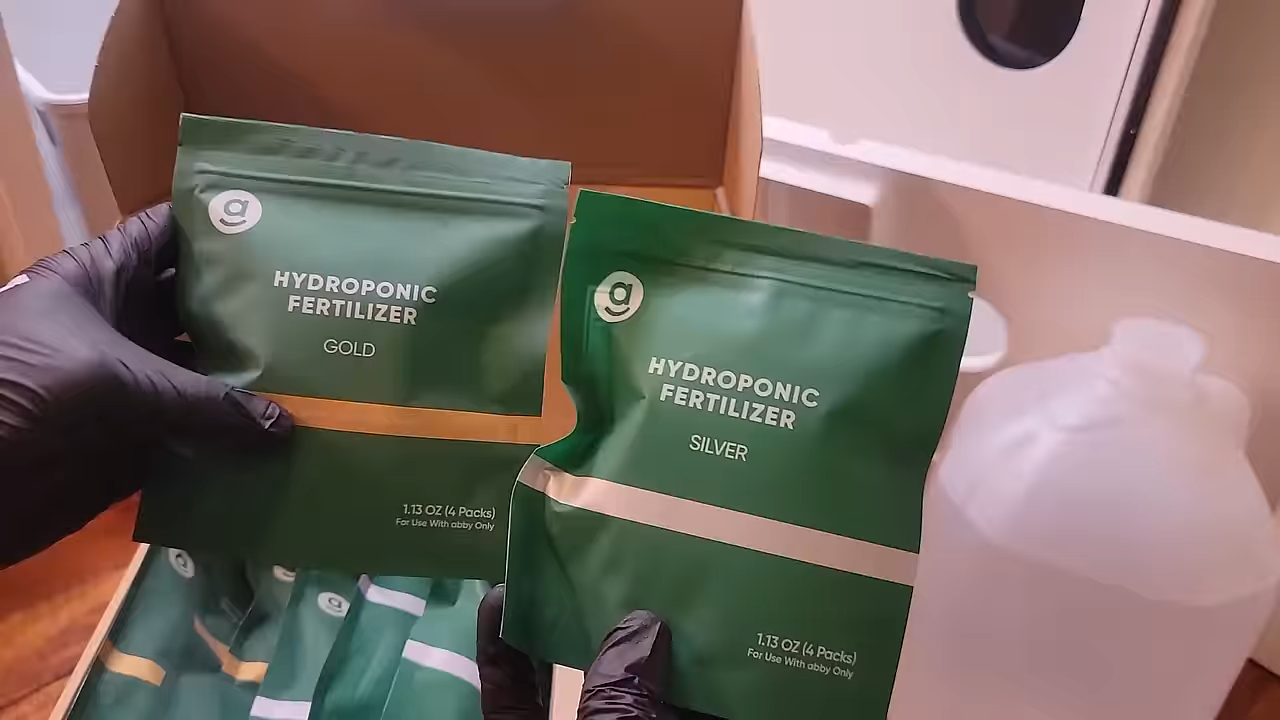 a
HYDROPONIC
FERTILIZER
GOLD
1.13 OZ (4 Packs)
For Use With abby Only
a
HYDROPONIC
FERTILIZER
SILVER
1.13 OZ (4 Packs)
For Use With abby Only